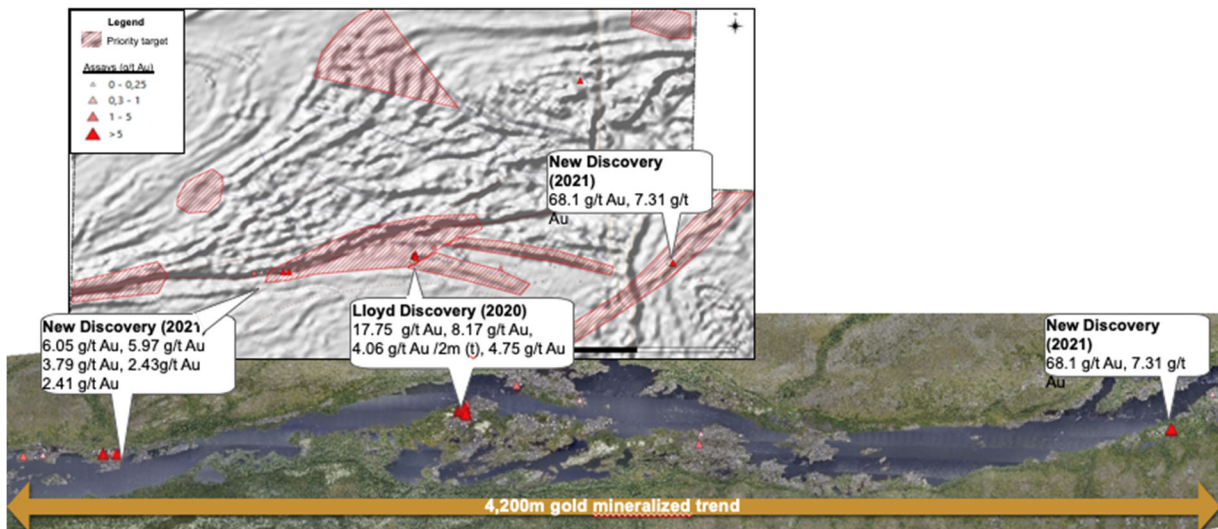 Legend
Priority target
Assays (g/t Au)
0 - 0,25
0,3 - 1
1 - 5
>5
New Discovery
(2021)
68.1 g/t Au, 7.31 g/t
Au
Lloyd Discovery (2020)
17.75 g/t Au, 8.17 g/t Au,
4.06 g/t Au /2m (t), 4.75 g/t Au
New Discovery (2021,
6.05 g/t Au, 5.97 g/t Au
3.79 g/t Au, 2.43g/t Au
2.41 g/t Au
New Discovery
(2021)
68.1 g/t Au, 7.31 g/t
Au
4,200m gold mineralized trend